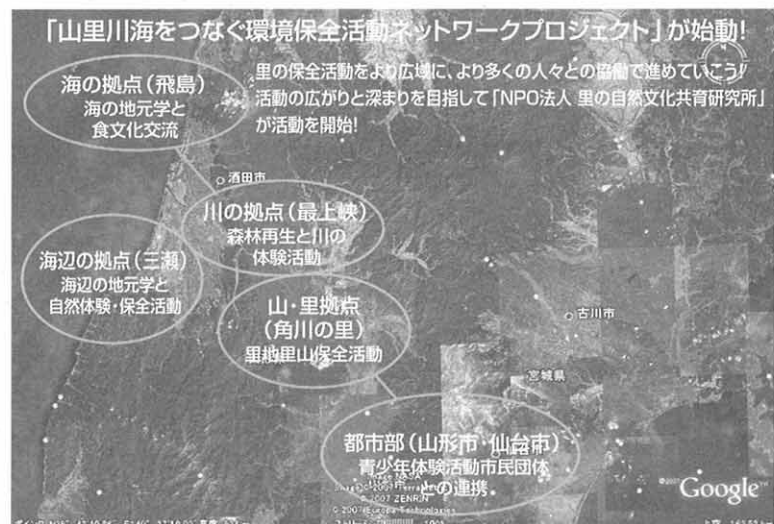 「山里川海をつなぐ環境保全活動ネットワークプロジェクト」が始動!
里の保全活動をより広域に、より多くの人々との協働で進めていこう!
活動の広がりと深まりを目指して「NPO法人 里の自然文化共育研究所」
が活動を開始!
海の拠点(飛島)
海の地元学と
食文化交流
酒田市
川の拠点(最上峡)
森林再生と川の
体験活動
海辺の拠点(三瀬)
海辺の地元学と
自然体験・保全活動
山・里拠点
(角川の里)
里地里山保全活動
古川市
宮城県
都市部(山形市・仙台市)
青少年体験活動市民団体
との連携
© 2007 ZENRIN
© 2007 Europa Technologies
Google